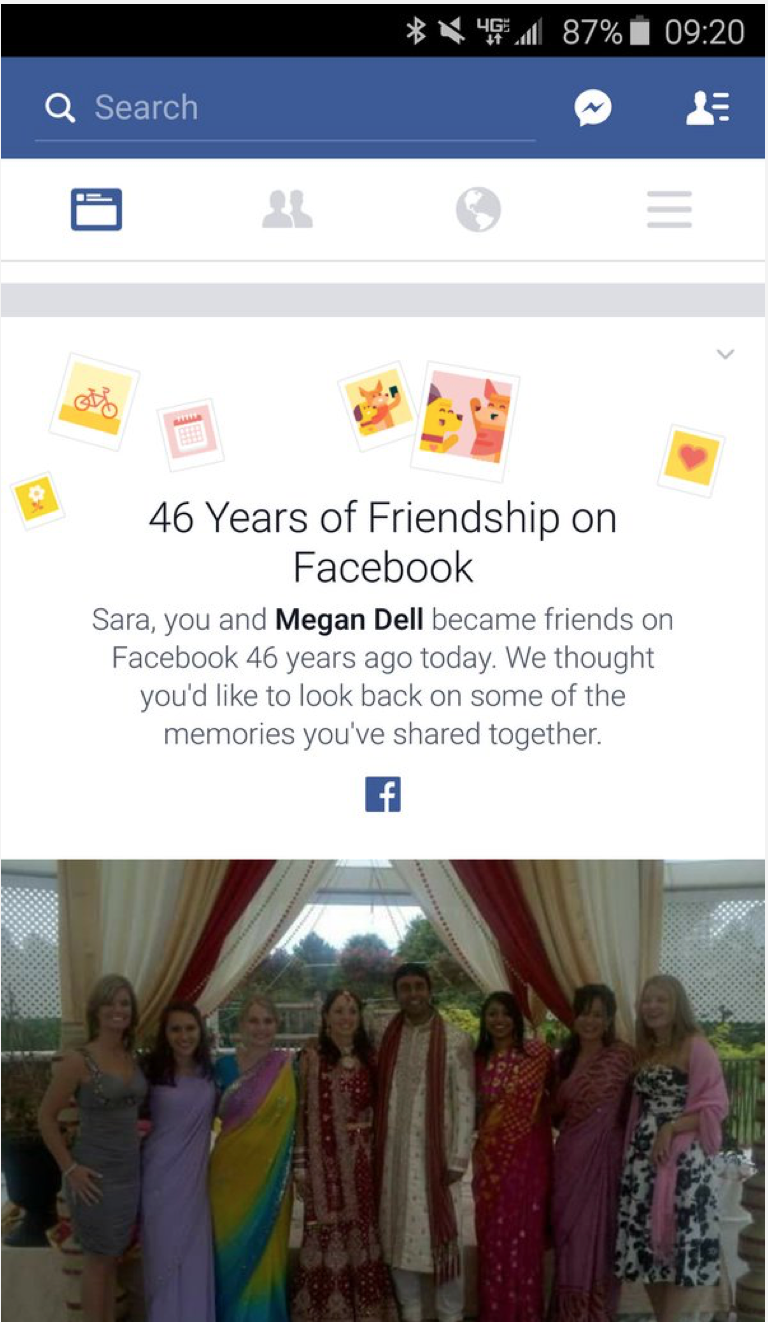 4G LTE 87% 09:20
Search
46 Years of Friendship on
Facebook
Sara, you and Megan Dell became friends on
Facebook 46 years ago today. We thought
you'd like to look back on some of the
memories you've shared together.
f